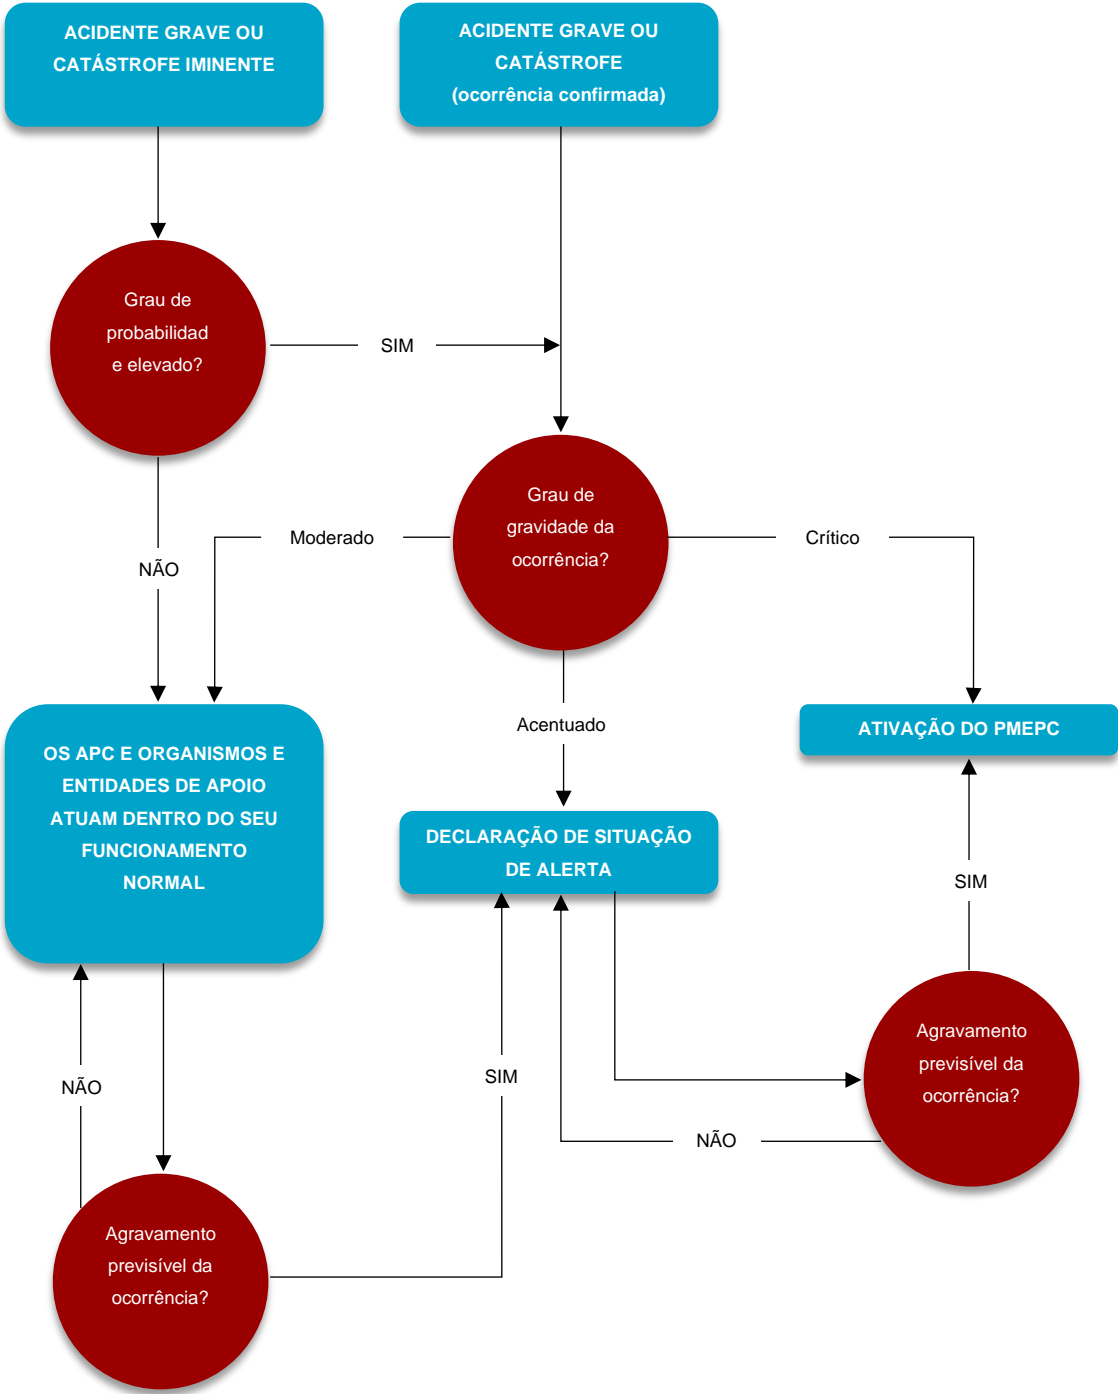 ACIDENTE GRAVE OU
CATÁSTROFE IMINENTE
ACIDENTE GRAVE OU
CATÁSTROFE
(ocorrência confirmada)
Grau de
probabilidad
e elevado?
SIM
Grau de
gravidade da
ocorrência?
Moderado
Crítico
NÃO
Acentuado
OS APC E ORGANISMOS E
ENTIDADES DE APOIO
ATUAM DENTRO DO SEU
FUNCIONAMENTO
NORMAL
ATIVAÇÃO DO PMEPC
DECLARAÇÃO DE SITUAÇÃO
DE ALERTA
SIM
Agravamento
previsível da
ocorrência?
NÃO
SIM
NÃO
Agravamento
previsível da
ocorrência?